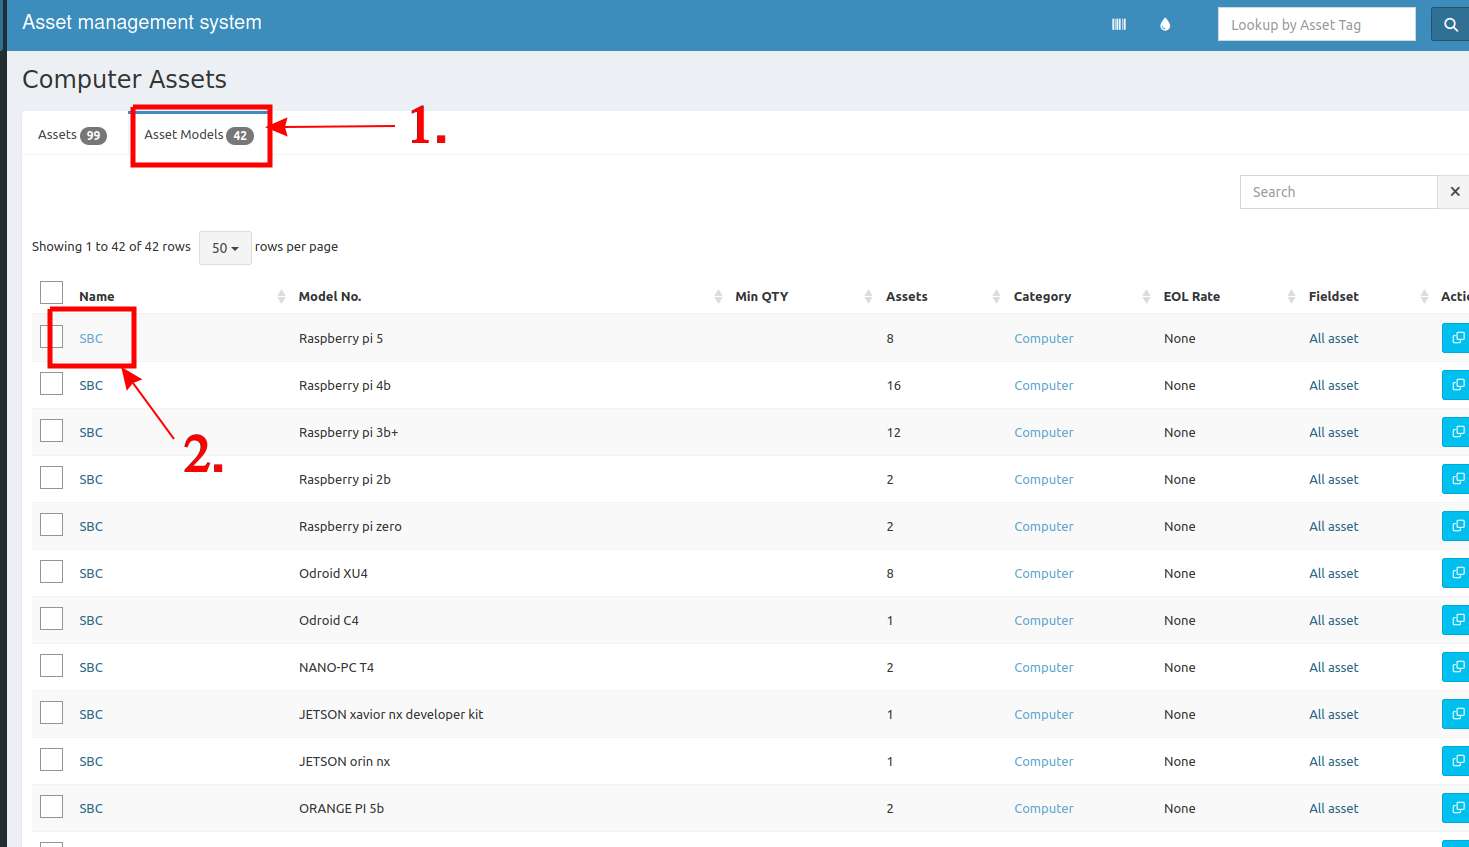 Asset management system
Lookup by Asset Tag
Computer Assets
Assets 99
Asset Models 42
1.
Search
Showing 1 to 42 of 42 rows 50 rows per page
Name Model No. Min QTY Assets Category EOL Rate Fieldset Actio
SBC Raspberry pi 5 8 Computer None All asset
SBC Raspberry pi 4b 16 Computer None All asset
SBC Raspberry pi 3b+ 12 Computer None All asset
2.
SBC Raspberry pi 2b 2 Computer None All asset
SBC Raspberry pi zero 2 Computer None All asset
SBC Odroid XU4 8 Computer None All asset
SBC Odroid C4 1 Computer None All asset
SBC NANO-PC T4 2 Computer None All asset
SBC JETSON xavior nx developer kit 1 Computer None All asset
SBC JETSON orin nx 1 Computer None All asset
SBC ORANGE PI 5b 2 Computer None All asset